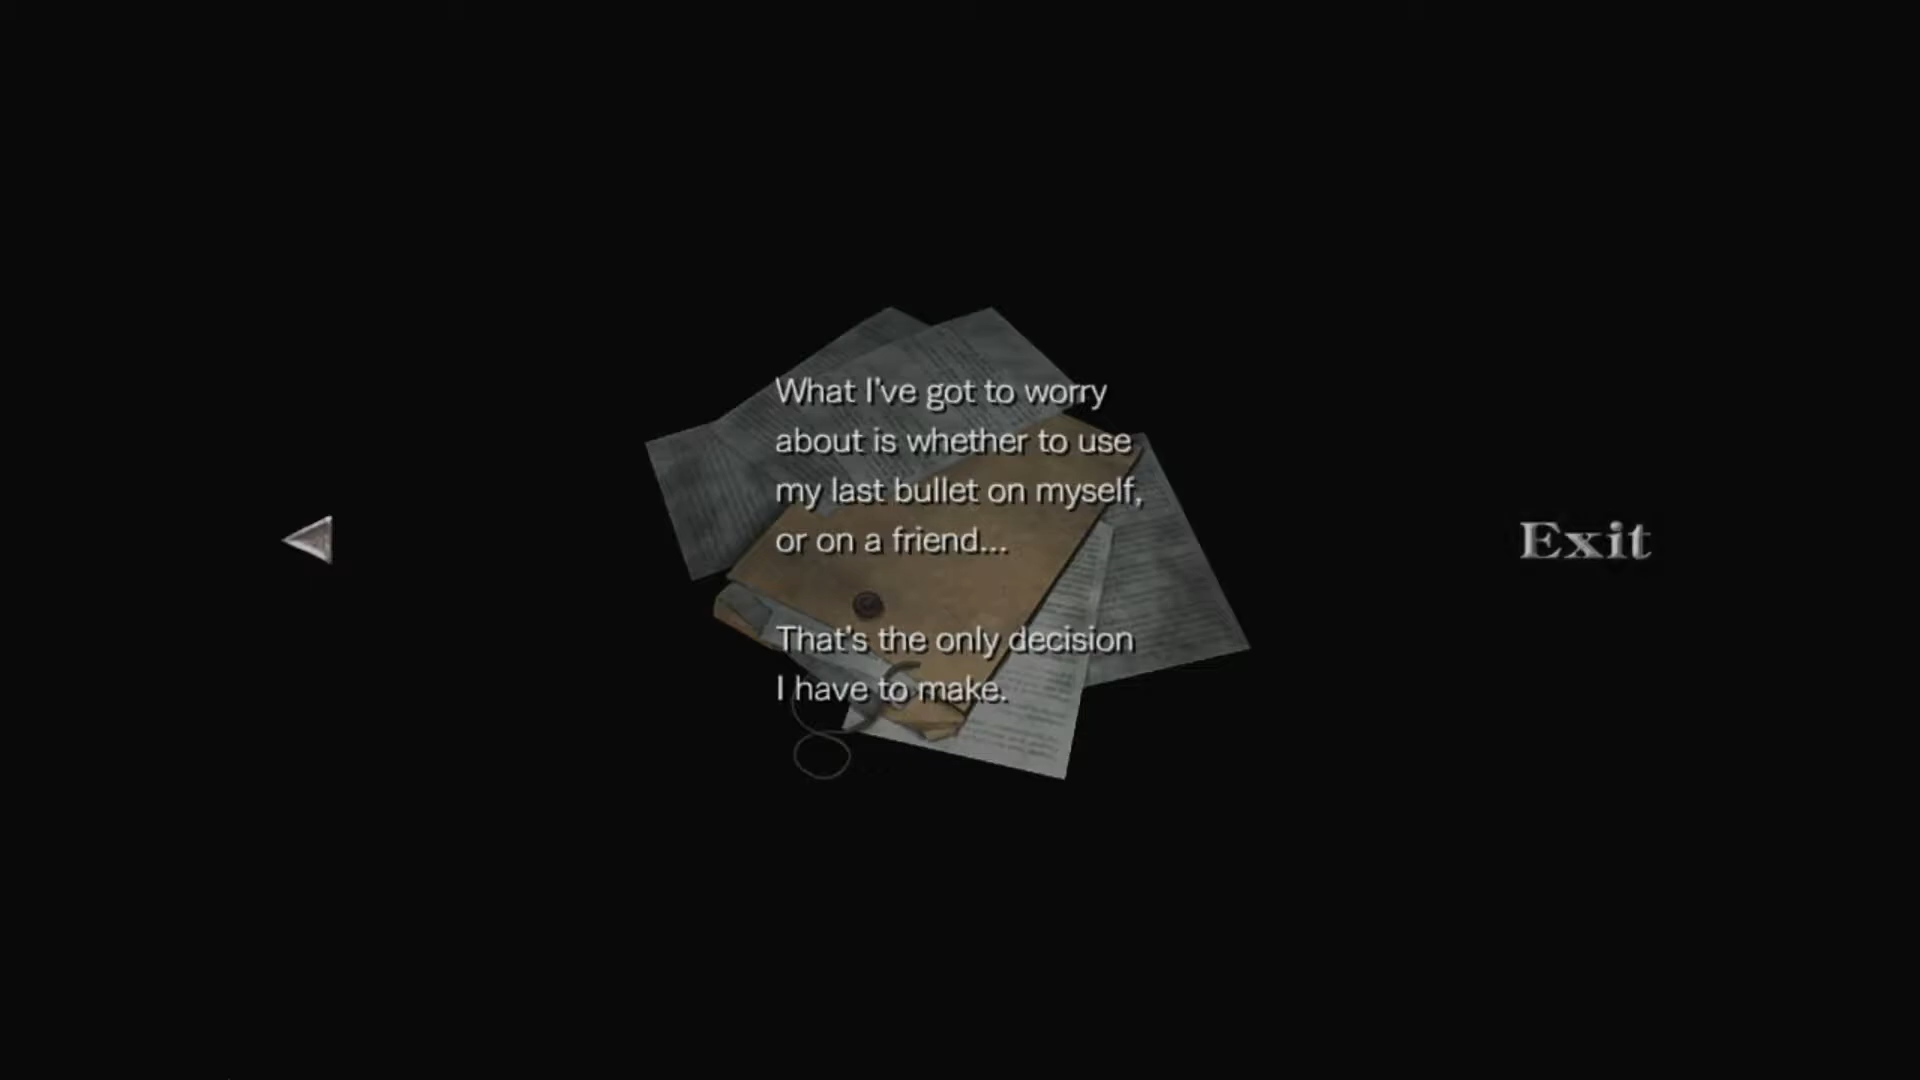 What I've got to worry
about is whether to use
my last bullet on myself,
or on a friend...
That's the only decision
I have to make.
Exit